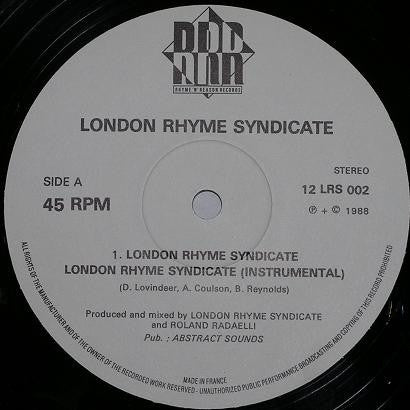 RRR
RRR
RHYME 'N' REASON RECORDS
LONDON RHYME SYNDICATE
SIDE A
45 RPM
STEREO
12 LRS 002
℗ + © 1988
1. LONDON RHYME SYNDICATE
LONDON RHYME SYNDICATE (INSTRUMENTAL)
(D. Lovindeer, A. Coulson, B. Reynolds)
Produced and mixed by LONDON RHYME SYNDICATE
and ROLAND RADAELLI
Pub. : ABSTRACT SOUNDS
MADE IN FRANCE
ALL RIGHTS OF THE MANUFACTURER AND OF THE OWNER OF THE RECORDED WORK RESERVED - UNAUTHORIZED PUBLIC PERFORMANCE BROADCASTING AND COPYING OF THIS RECORD PROHIBITED